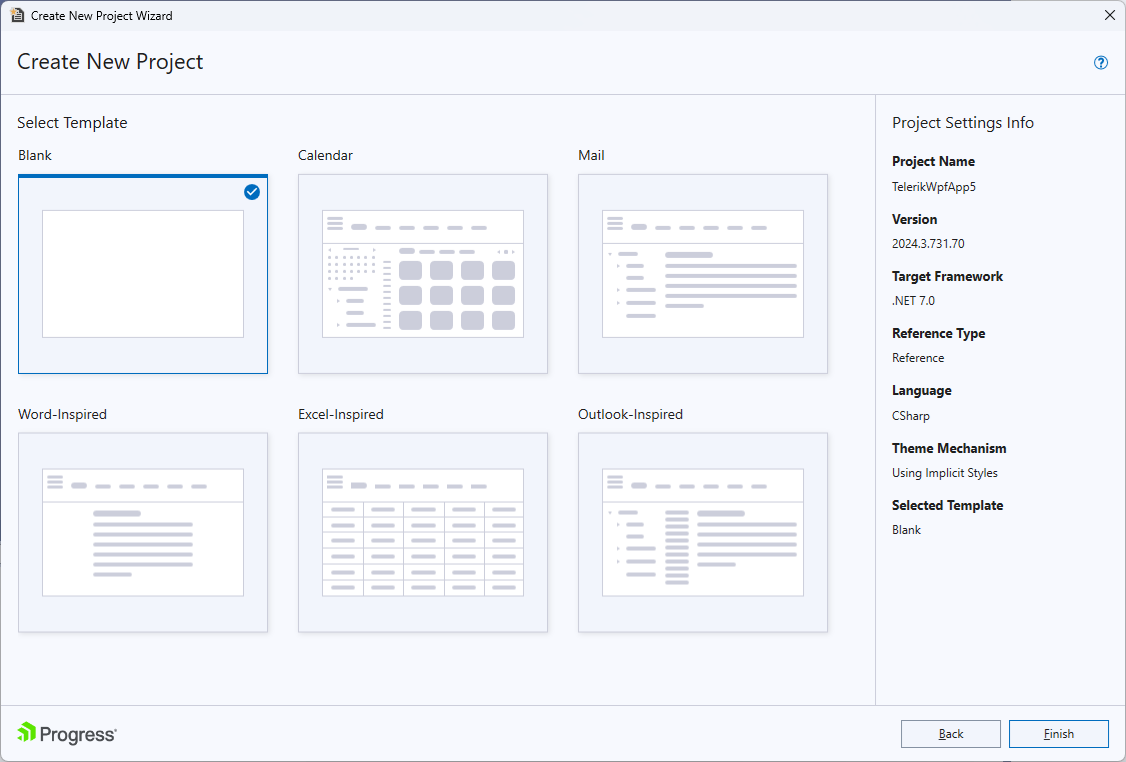 Create New Project Wizard
Create New Project
Select Template
Blank
Calendar
Mail
Word-Inspired
Excel-Inspired
Outlook-Inspired
Project Settings Info
Project Name
TelerikWpfApp5
Version
2024.3.731.70
Target Framework
.NET 7.0
Reference Type
Reference
Language
CSharp
Theme Mechanism
Using Implicit Styles
Selected Template
Blank
Progress
Back
Finish